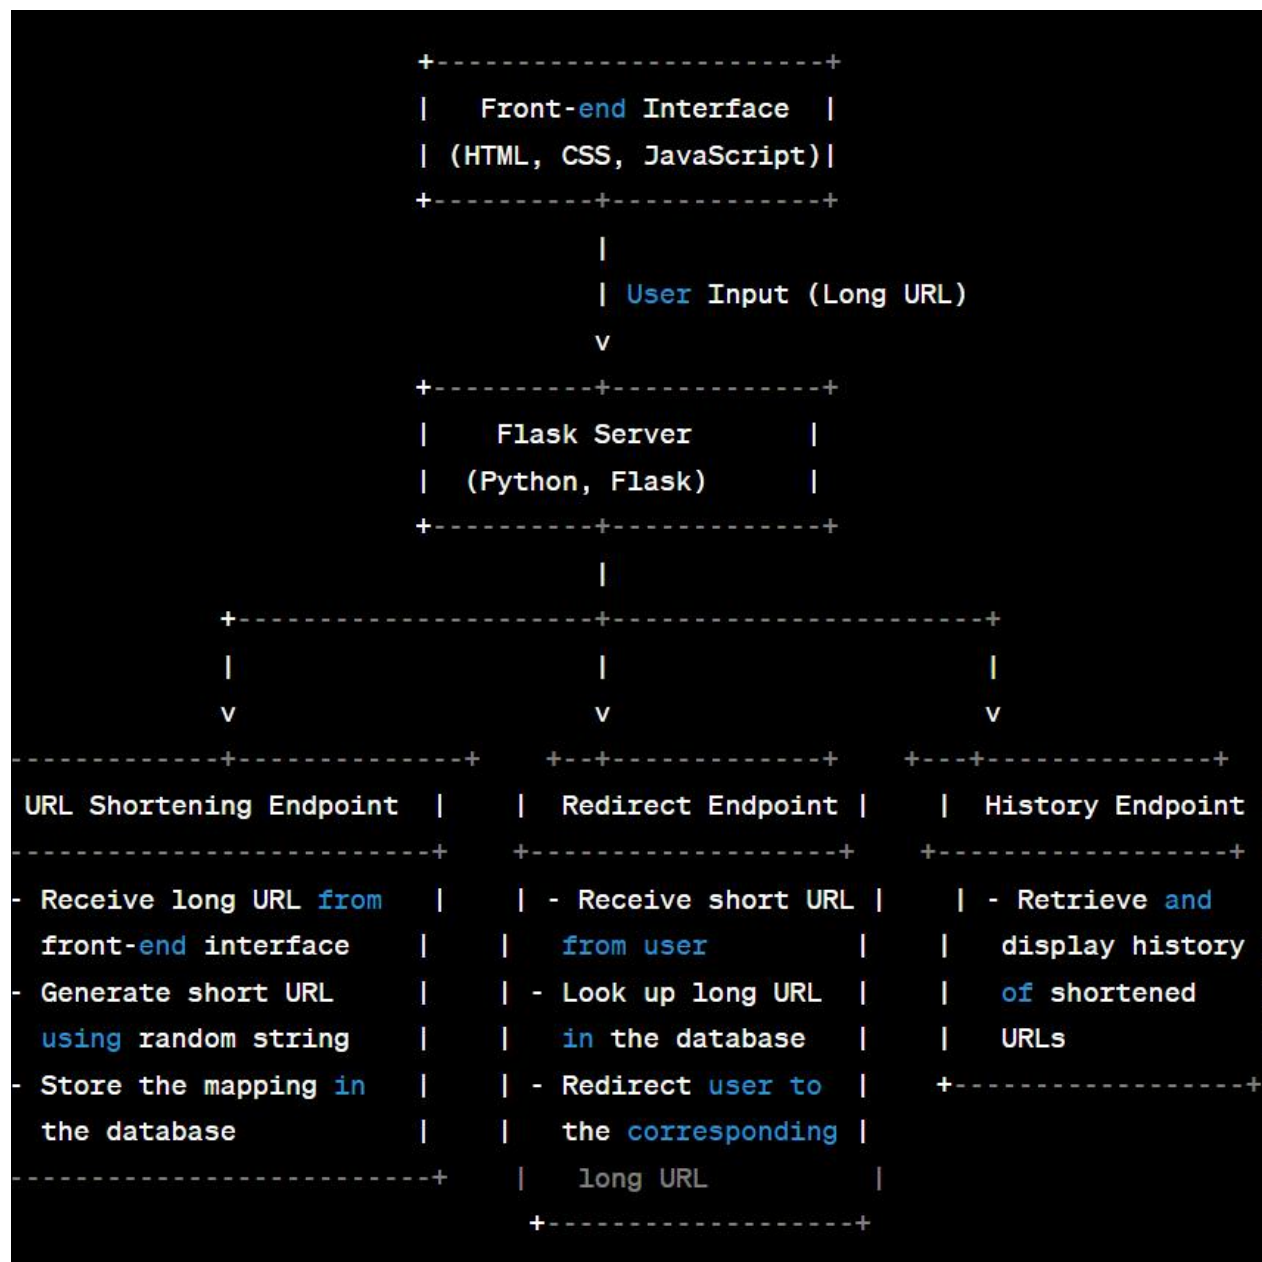 +------------------------+
|   Front-end Interface  |
| (HTML, CSS, JavaScript)|
+----------+-------------+
|
| User Input (Long URL)
v
+----------+-------------+
|    Flask Server       |
|  (Python, Flask)      |
+----------+-------------+
|
+----------------------+-----------------------+
|                      |                       |
v                      v                       v
-------------+--------------+    +--+-------------+    +---+--------------+
URL Shortening Endpoint  |    |  Redirect Endpoint |    |  History Endpoint
--------------------------+    +-------------------+    +------------------+
- Receive long URL from   |    | - Receive short URL |    | - Retrieve and
front-end interface    |    |   from user         |    |   display history
- Generate short URL     |    | - Look up long URL  |    |   of shortened
using random string    |    |   in the database   |    |   URLs
- Store the mapping in   |    | - Redirect user to  |    +------------------+
the database           |    |   the corresponding |
--------------------------+    |   long URL          |
+-------------------+